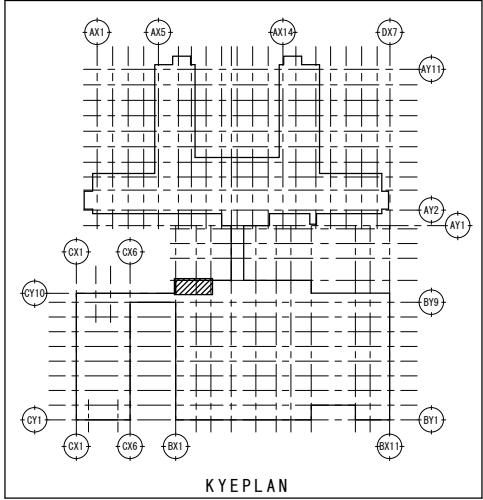 AX1 AX5 AX14 DX7
AY11
AY2
AY1
CX1 CX6
CY10 BY9
CY1 BY1
CX1 CX6 BX1 BX11
KYEPLAN